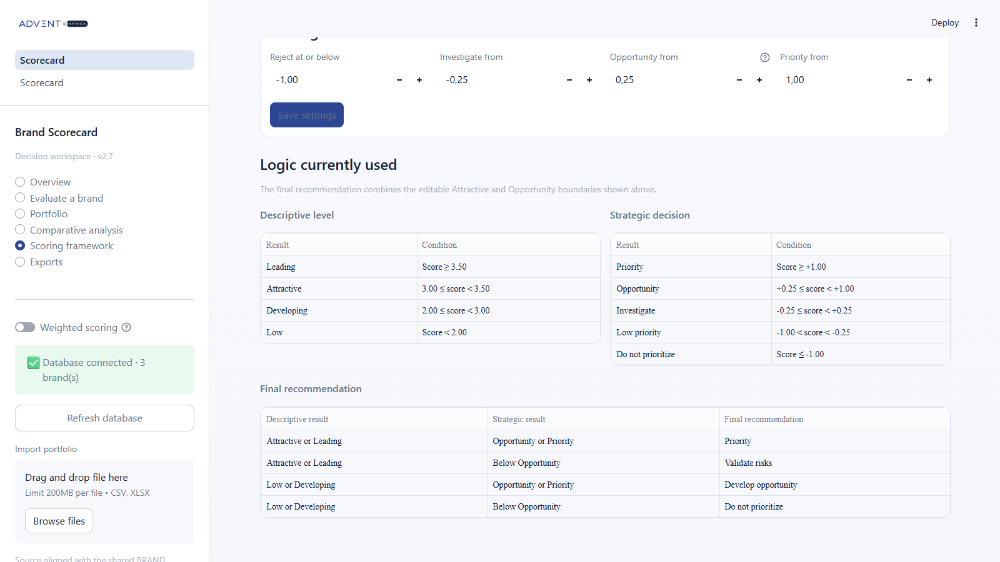 ADVENT AFRICA
Deploy
Scorecard
Scorecard
Brand Scorecard
Decision workspace · v2.7
Overview
Evaluate a brand
Portfolio
Comparative analysis
Scoring framework
Exports
Weighted scoring
Database connected · 3
brand(s)
Refresh database
Import portfolio
Drag and drop file here
Limit 200MB per file • CSV, XLSX
Browse files
Source aligned with the shared BRAND
Reject at or below
Investigate from
Opportunity from
Priority from
-1,00
-0,25
0,25
1,00
Save settings
Logic currently used
The final recommendation combines the editable Attractive and Opportunity boundaries shown above.
Descriptive level
Result Condition
Leading Score ≥ 3.50
Attractive 3.00 ≤ score < 3.50
Developing 2.00 ≤ score < 3.00
Low Score < 2.00
Strategic decision
Result Condition
Priority Score ≥ +1.00
Opportunity +0.25 ≤ score < +1.00
Investigate -0.25 ≤ score < +0.25
Low priority -1.00 < score < -0.25
Do not prioritize Score ≤ -1.00
Final recommendation
Descriptive result Strategic result Final recommendation
Attractive or Leading Opportunity or Priority Priority
Attractive or Leading Below Opportunity Validate risks
Low or Developing Opportunity or Priority Develop opportunity
Low or Developing Below Opportunity Do not prioritize